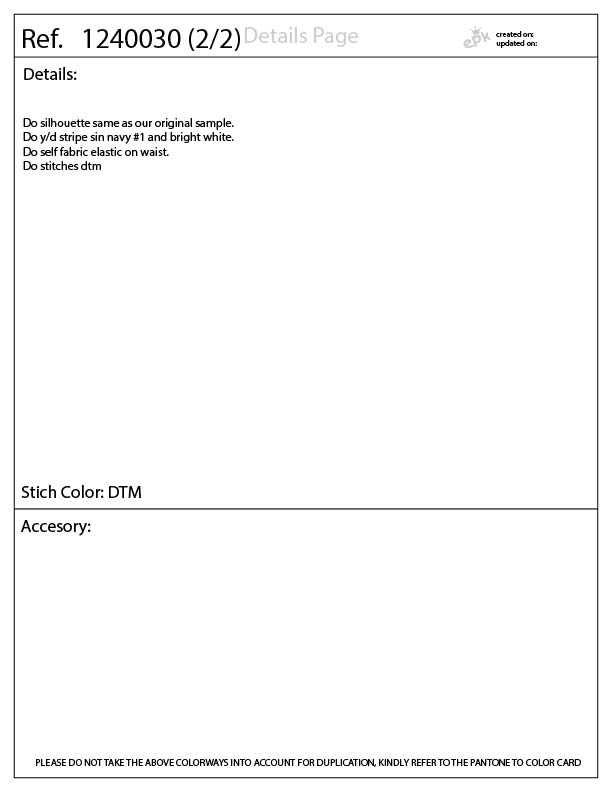 Ref. 1240030 (2/2) Details Page
epk
created on:
updated on:
Details:
Do silhouette same as our original sample.
Do y/d stripe sin navy #1 and bright white.
Do self fabric elastic on waist.
Do stitches dtm
Stich Color: DTM
Accesory:
PLEASE DO NOT TAKE THE ABOVE COLORWAYS INTO ACCOUNT FOR DUPLICATION, KINDLY REFER TO THE PANTONE TO COLOR CARD